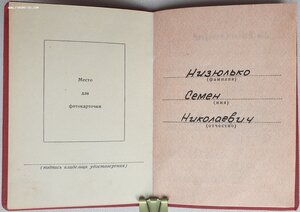 Место
для
фотокарточки
(подпись владельца удостоверения)
Низюлько
(фамилия)
Семен
(имя)
Николаевич
(отчество)